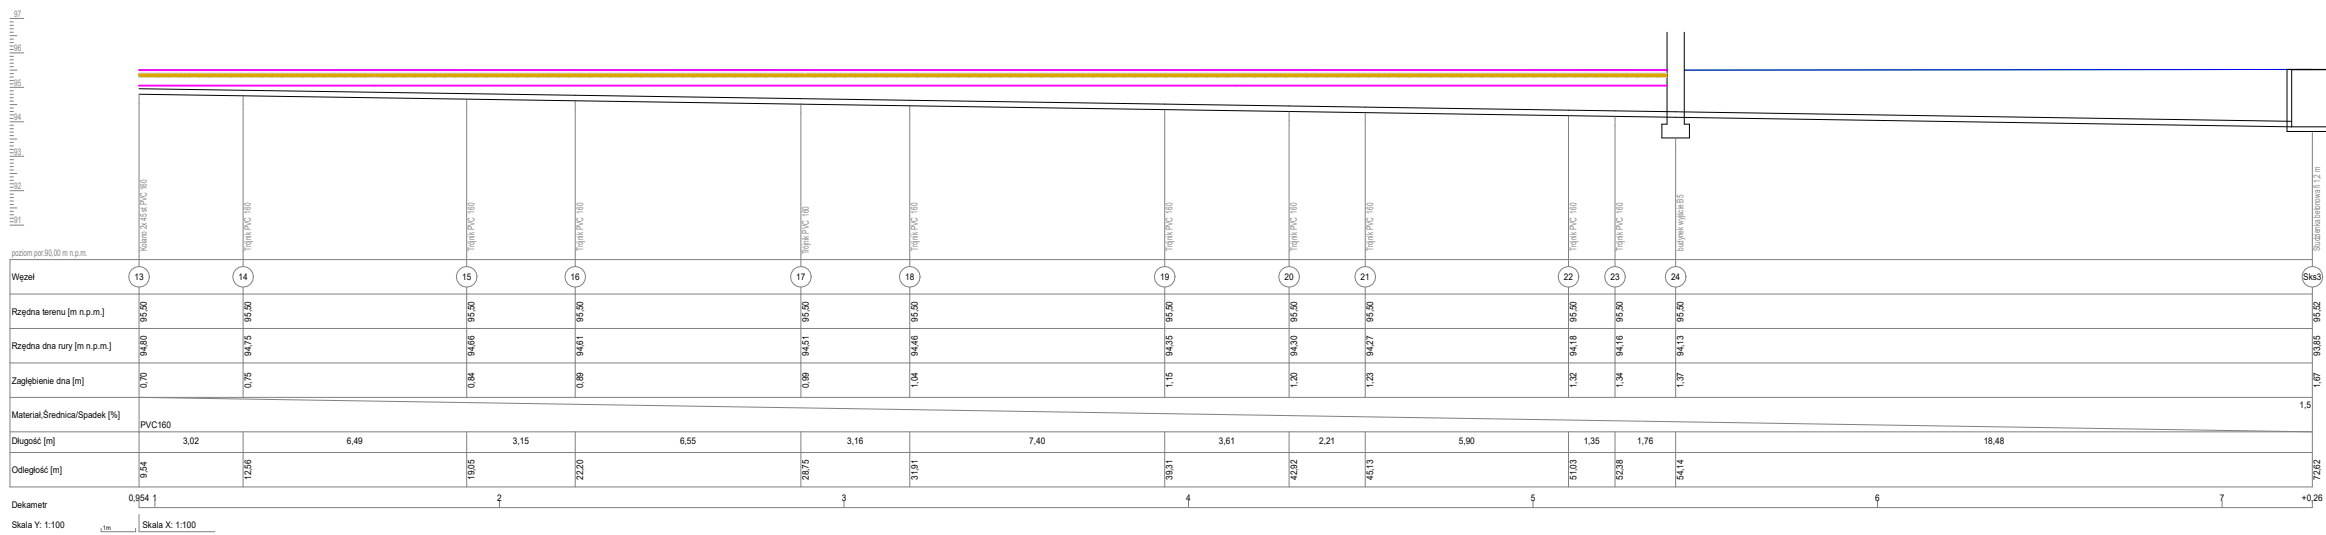 97
96
95
94
93
92
91
poziom por.90,00 m n.p.m.
Kolano 2x 45 st PVC 160
Trójnik PVC 160
Trójnik PVC 160
Trójnik PVC 160
Trójnik PVC 160
Trójnik PVC 160
Trójnik PVC 160
Trójnik PVC 160
Trójnik PVC 160
Trójnik PVC 160
Trójnik PVC 160
budynek wyjście B5
Studzienka betonowa fi 1,2 m
Węzeł 13 14 15 16 17 18 19 20 21 22 23 24 Sks3
Rzędna terenu [m n.p.m.] 95,50 95,50 95,50 95,50 95,50 95,50 95,50 95,50 95,50 95,50 95,50 95,50 95,52
Rzędna dna rury [m n.p.m.] 94,80 94,75 94,66 94,61 94,51 94,46 94,35 94,30 94,27 94,18 94,16 94,13 93,85
Zagłębienie dna [m] 0,70 0,75 0,84 0,89 0,99 1,04 1,15 1,20 1,23 1,32 1,34 1,37 1,67
Materiał,Średnica/Spadek [%] PVC160 1,5
Długość [m] 3,02 6,49 3,15 6,55 3,16 7,40 3,61 2,21 5,90 1,35 1,76 18,48
Odległość [m] 9,54 12,56 19,05 22,20 28,75 31,91 39,31 42,92 45,13 51,03 52,38 54,14 72,62
Dekametr 0,954 1 2 3 4 5 6 7 +0,26
Skala Y: 1:100 1m Skala X: 1:100